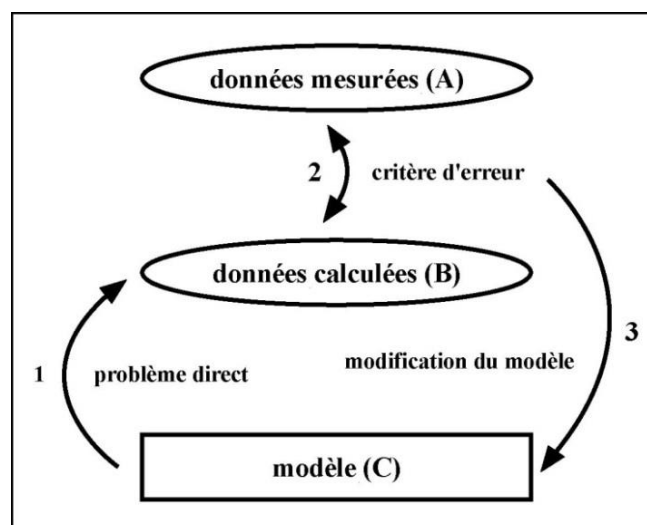 données mesurées (A)
2
critère d'erreur
données calculées (B)
3
1
problème direct
modification du modèle
modèle (C)